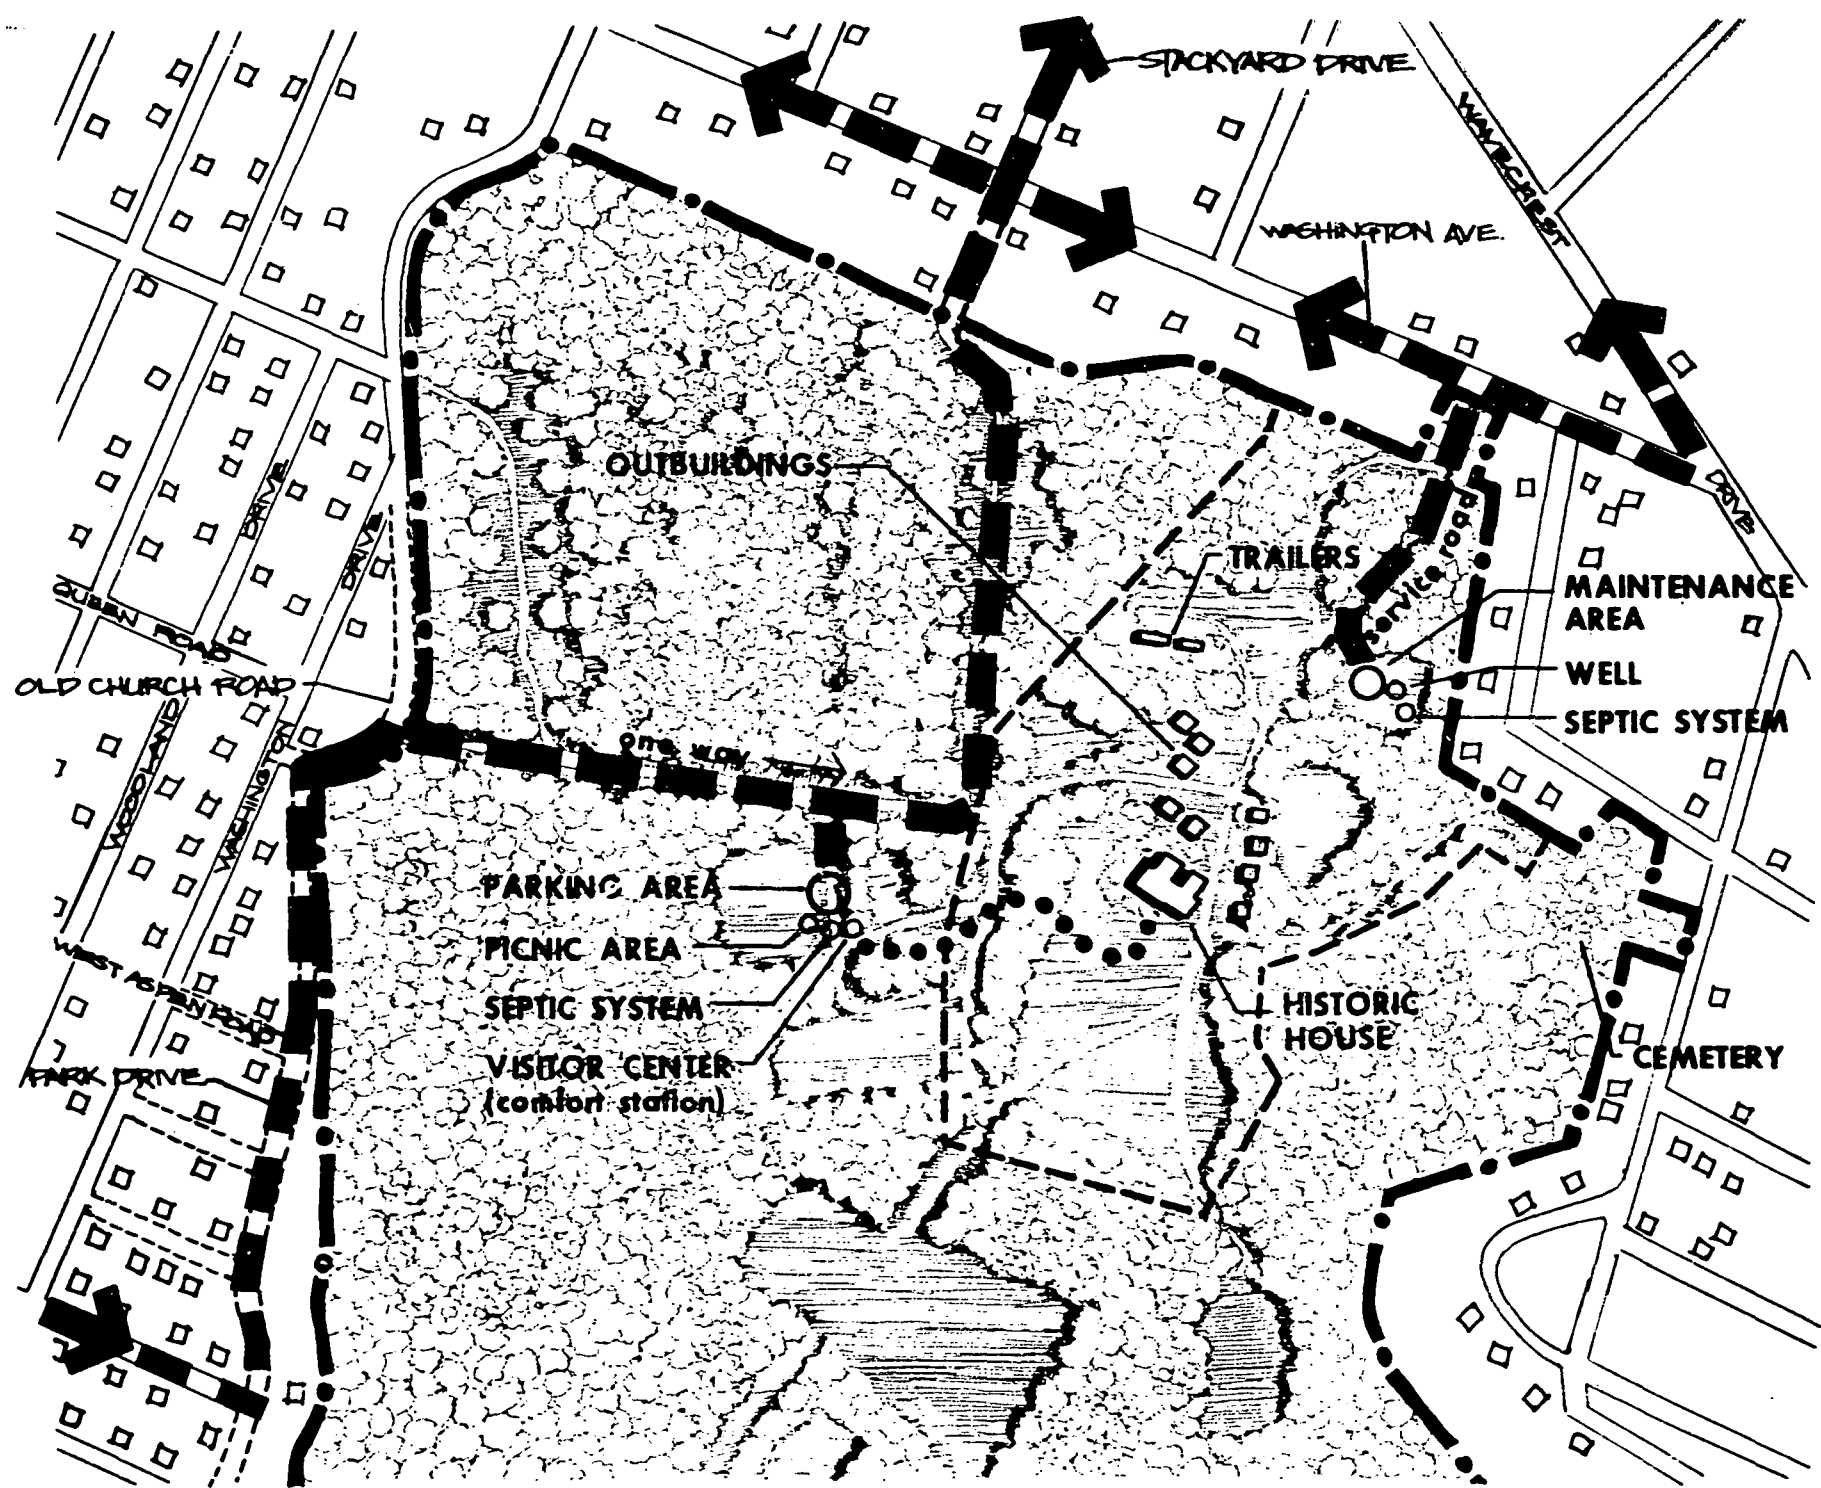 STACKYARD DRIVE
WAVECREST
WASHINGTON AVE.
OUTBUILDINGS
DRIVE
DRIVE
DRIVE
service road
TRAILERS
MAINTENANCE
AREA
QUEEN ROAD
WELL
OLD CHURCH ROAD
SEPTIC SYSTEM
one way
WOODLAND
WASHINGTON
PARKING AREA
PICNIC AREA
WEST ASPEN ROAD
SEPTIC SYSTEM
HISTORIC
HOUSE
VISITOR CENTER
(comfort station)
CEMETERY
PARK DRIVE